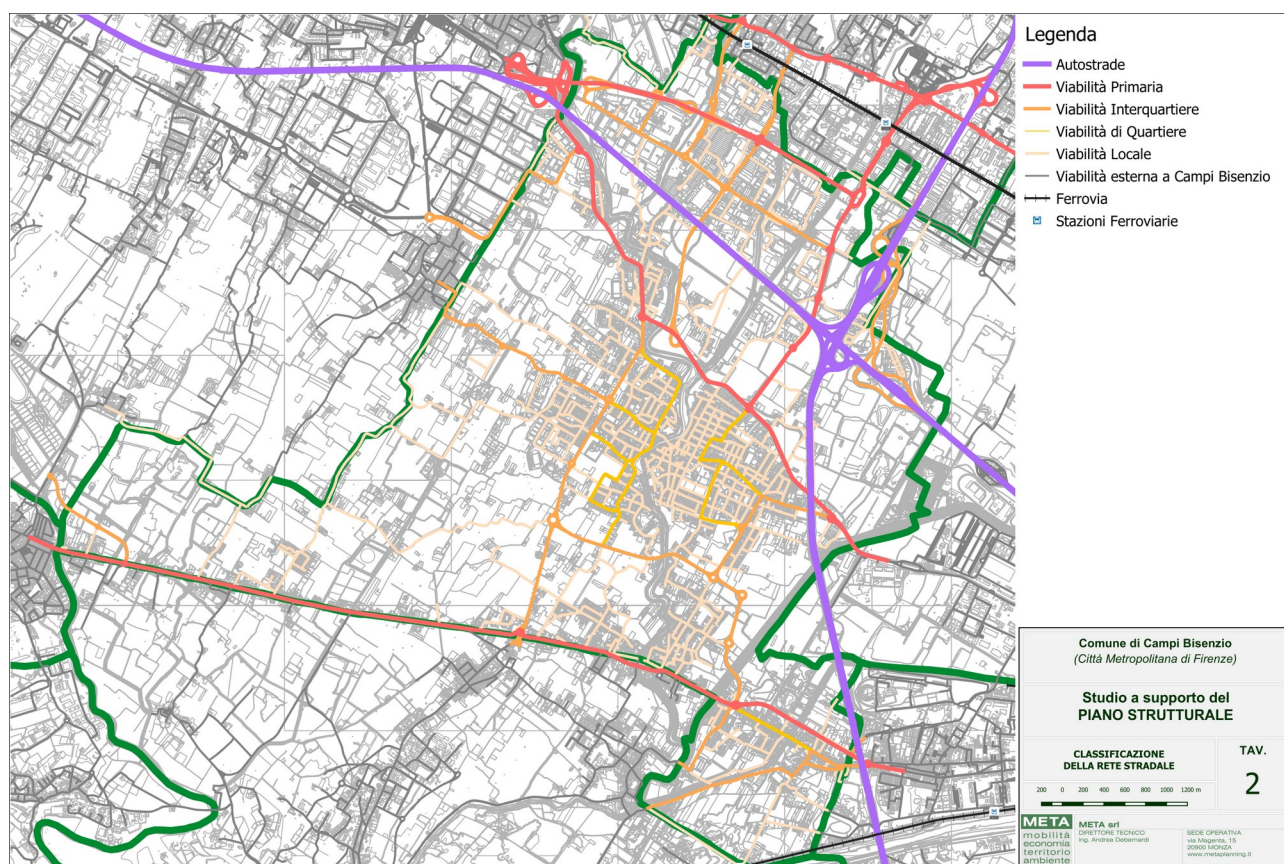 Legenda
Autostrade
Viabilità Primaria
Viabilità Interquartiere
Viabilità di Quartiere
Viabilità Locale
Viabilità esterna a Campi Bisenzio
Ferrovia
Stazioni Ferroviarie
Comune di Campi Bisenzio
(Città Metropolitana di Firenze)
Studio a supporto del
PIANO STRUTTURALE
CLASSIFICAZIONE
DELLA RETE STRADALE
TAV.
2
200 0 200 400 600 800 1000 1200 m
META
mobilità
economia
territorio
ambiente
META srl
DIRETTORE TECNICO
ing. Andrea Debernardi
SEDE OPERATIVA
via Magenta, 15
20900 MONZA
www.metaplanning.it